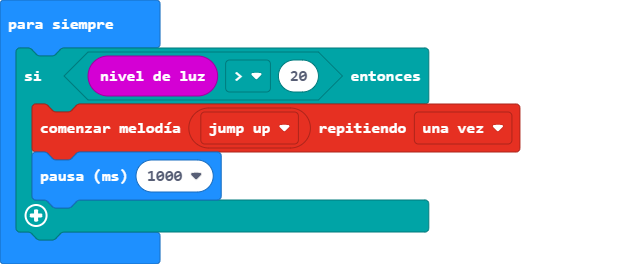 para siempre
si nivel de luz > 20 entonces
comenzar melodía jump up repitiendo una vez
pausa (ms) 1000